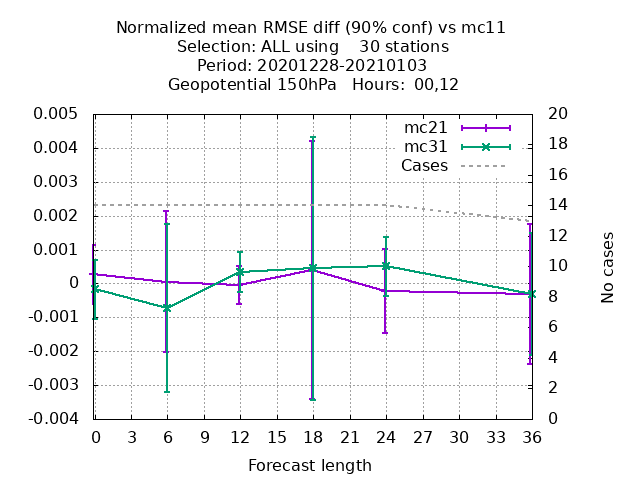 Normalized mean RMSE diff (90% conf) vs mc11
Selection: ALL using    30 stations
Period: 20201228-20210103
Geopotential 150hPa   Hours:  00,12
mc21
mc31
Cases
0.005
0.004
0.003
0.002
0.001
0
-0.001
-0.002
-0.003
-0.004
20
18
16
14
12
10
8
6
4
2
0
No cases
0 3 6 9 12 15 18 21 24 27 30 33 36
Forecast length